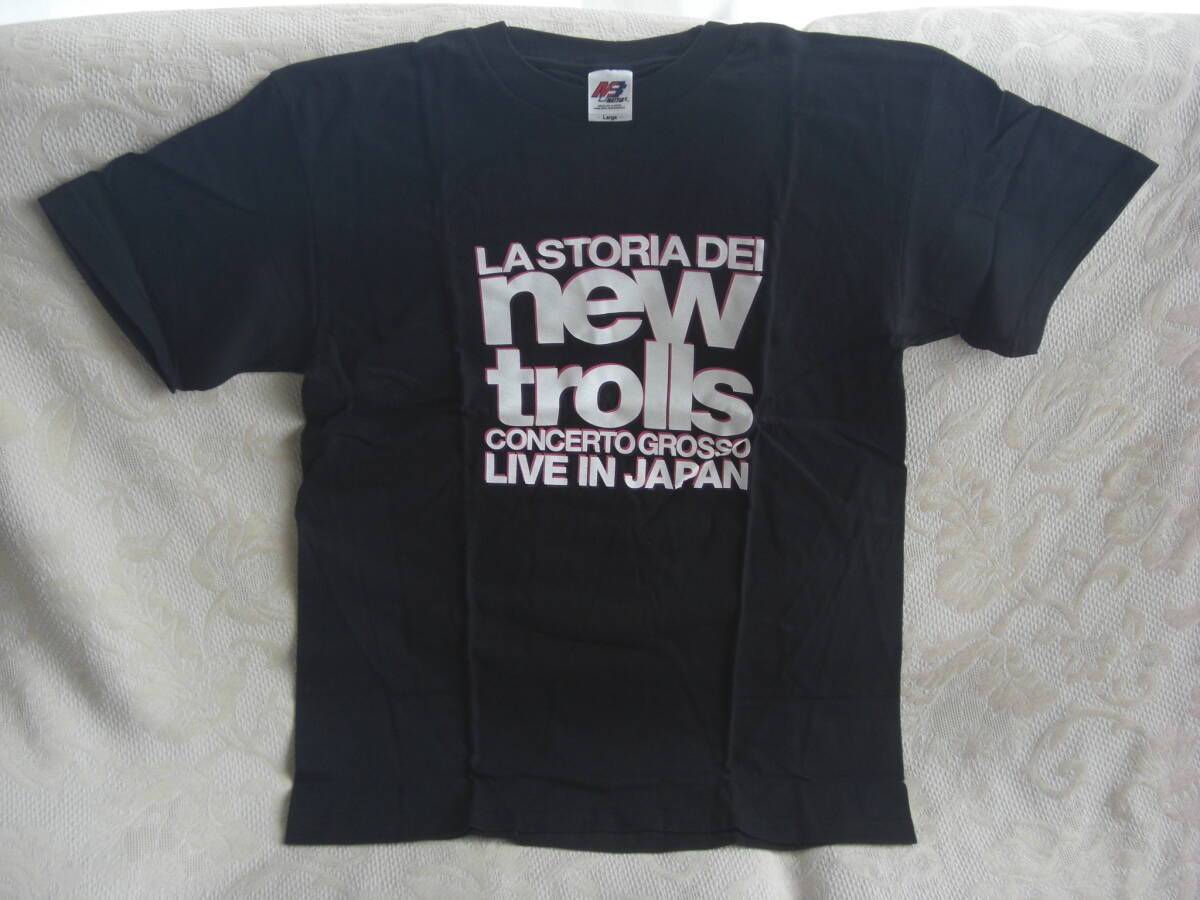 Large
LA STORIA DEI
new
trolls
CONCERTO GROSSO
LIVE IN JAPAN